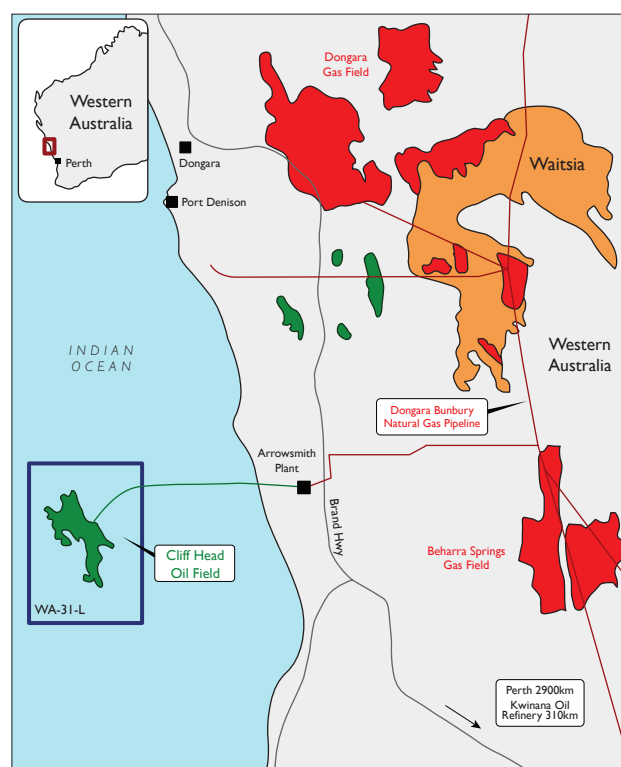 Western
Australia
Perth
Dongara
Gas Field
Dongara
Waitsia
Port Denison
INDIAN
OCEAN
Western
Australia
Dongara Bunbury
Natural Gas Pipeline
Arrowsmith
Plant
Brand Hwy
Cliff Head
Oil Field
Beharra Springs
Gas Field
WA-31-L
Perth 2900km
Kwinana Oil
Refinery 310km